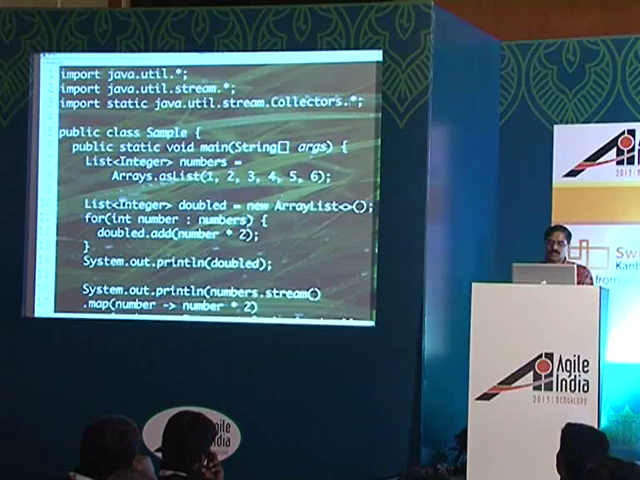 import java.util.*;
import java.util.stream.*;
import static java.util.stream.Collectors.*;
public class Sample {
public static void main(String[] args) {
List<Integer> numbers =
Arrays.asList(1, 2, 3, 4, 5, 6);
List<Integer> doubled = new ArrayList<>();
for(int number : numbers) {
doubled.add(number * 2);
}
System.out.println(doubled);
System.out.println(numbers.stream()
.map(number -> number * 2)
Swi
from
Agile
India